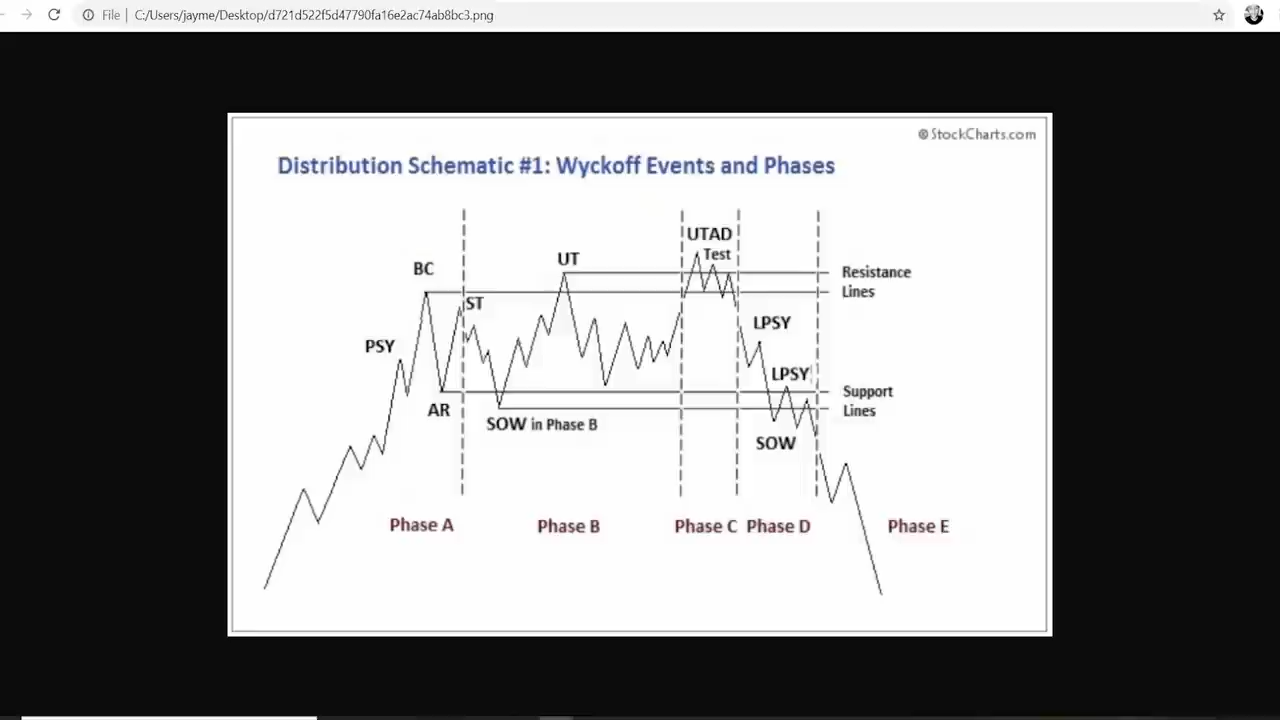 File
C:/Users/jayme/Desktop/d721d522f5d47790fa16e2ac74ab8bc3.png
©StockCharts.com
Distribution Schematic #1: Wyckoff Events and Phases
UTAD
Test
UT
BC
Resistance
Lines
ST
LPSY
PSY
LPSY
Support
Lines
AR
SOW in Phase B
SOW
Phase A
Phase B
Phase C
Phase D
Phase E